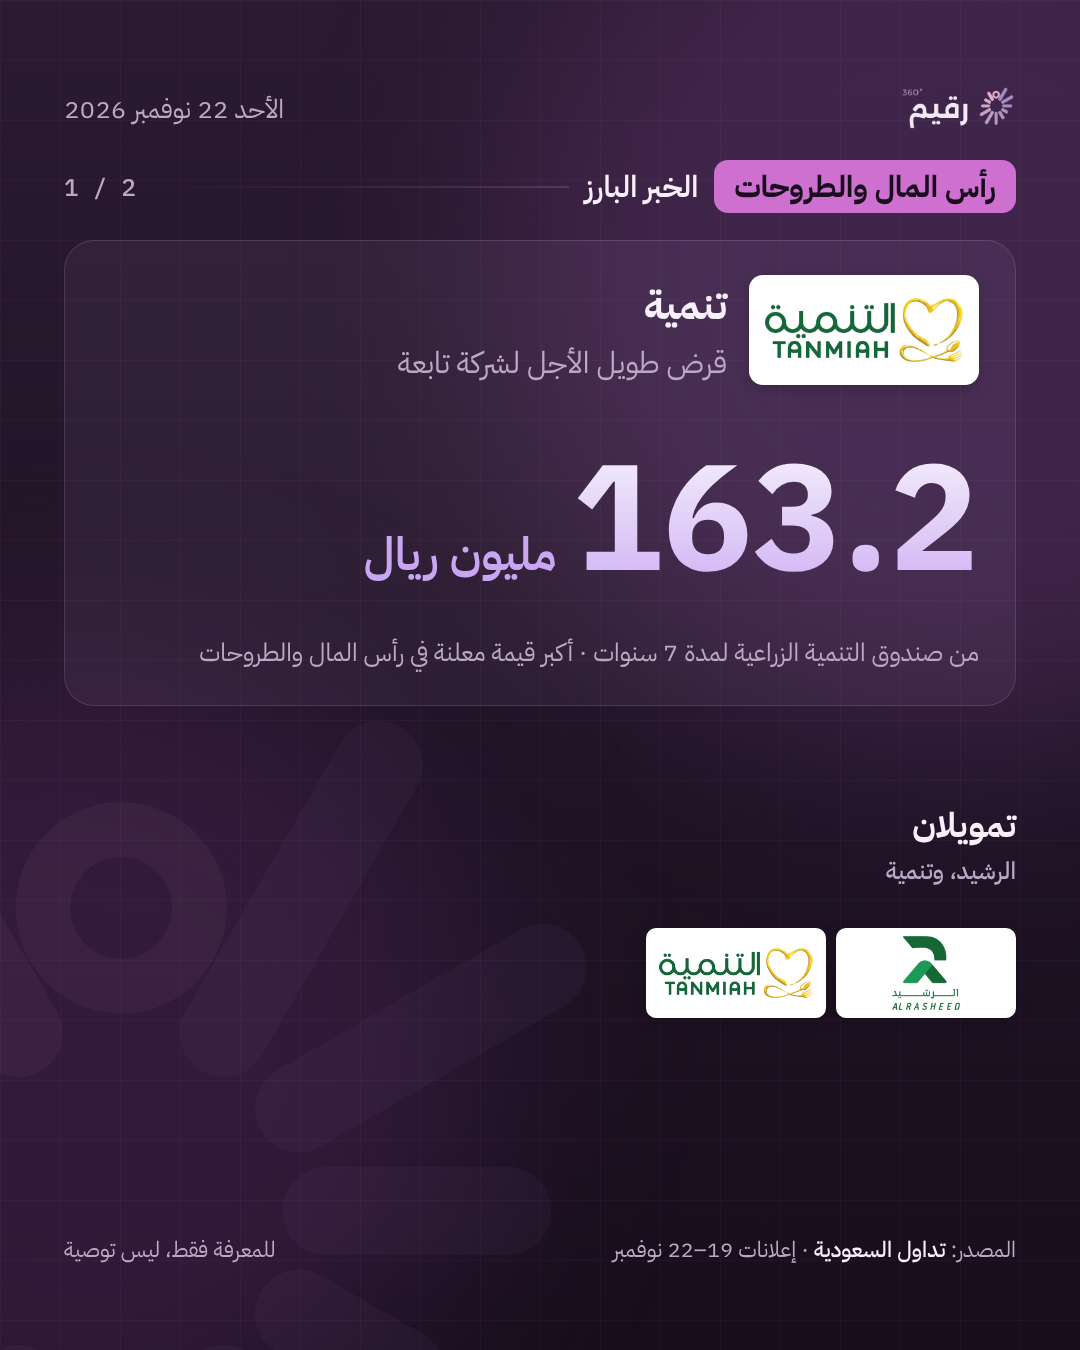 رقيم 360°
الأحد 22 نوفمبر 2026
رأس المال والطروحات
الخبر البارز
1 / 2
التنمية
TANMIAH
تنمية
قرض طويل الأجل لشركة تابعة
163.2 مليون ريال
من صندوق التنمية الزراعية لمدة 7 سنوات · أكبر قيمة معلنة في رأس المال والطروحات
تمويلان
الرشيد، وتنمية
الرشيد
ALRASHEED
التنمية
TANMIAH
المصدر: تداول السعودية · إعلانات 19–22 نوفمبر
للمعرفة فقط، ليس توصية